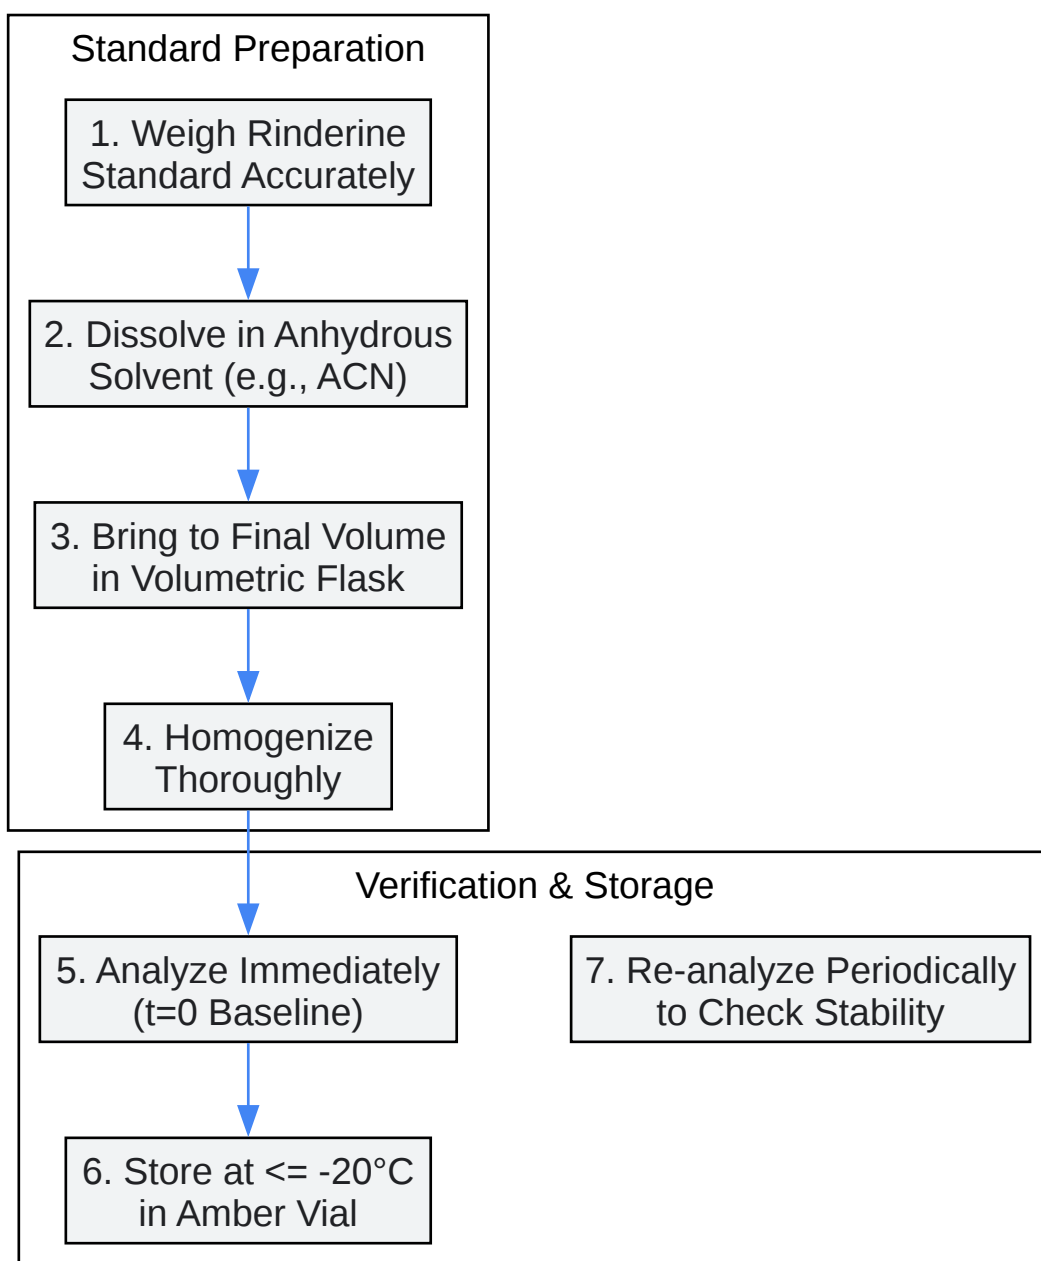 Standard Preparation
1. Weigh Rinderine
Standard Accurately
2. Dissolve in Anhydrous
Solvent (e.g., ACN)
3. Bring to Final Volume
in Volumetric Flask
4. Homogenize
Thoroughly
Verification & Storage
5. Analyze Immediately
(t=0 Baseline)
7. Re-analyze Periodically
to Check Stability
6. Store at <= -20°C
in Amber Vial